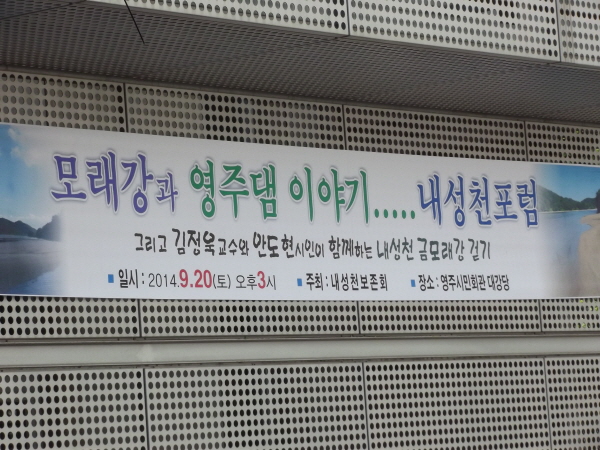 모래강과 영주댐 이야기.....내성천포럼
그리고 김정욱교수와 안도현시인이 함께하는 내성천 금모래강 걷기
■ 일시 : 2014.9.20(토) 오후3시 ■ 주최 : 내성천보존회 ■ 장소 : 영주시민회관 대강당